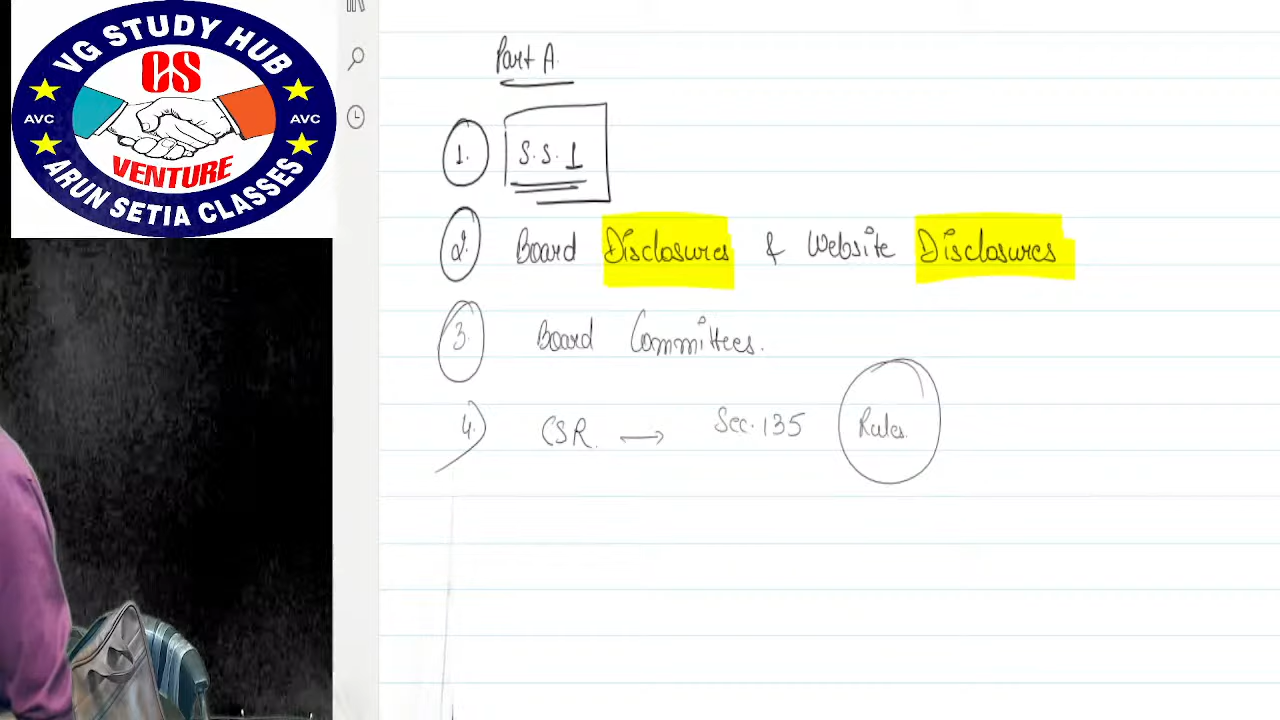 VG STUDY HUB
CS
AVC
AVC
VENTURE
ARUN SETIA CLASSES
Part A.
1. S.S.1
2. Board Disclosures & Website Disclosures
3. Board Committees.
4. CSR. → Sec.135 Rules.